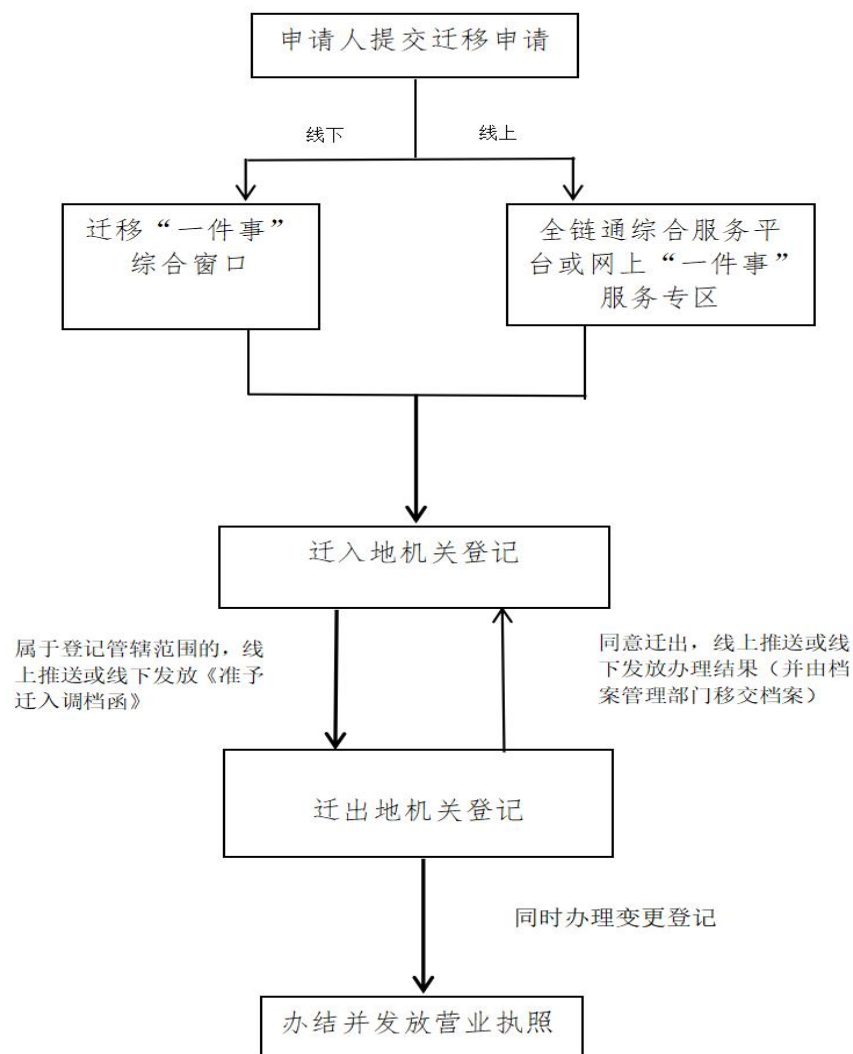 申请人提交迁移申请
线下
线上
迁移“一件事”
综合窗口
全链通综合服务平
台或网上“一件事”
服务专区
迁入地机关登记
属于登记管辖范围的，线
上推送或线下发放《准予
迁入调档函》
同意迁出，线上推送或线
下发放办理结果（并由档
案管理部门移交档案）
迁出地机关登记
同时办理变更登记
办结并发放营业执照